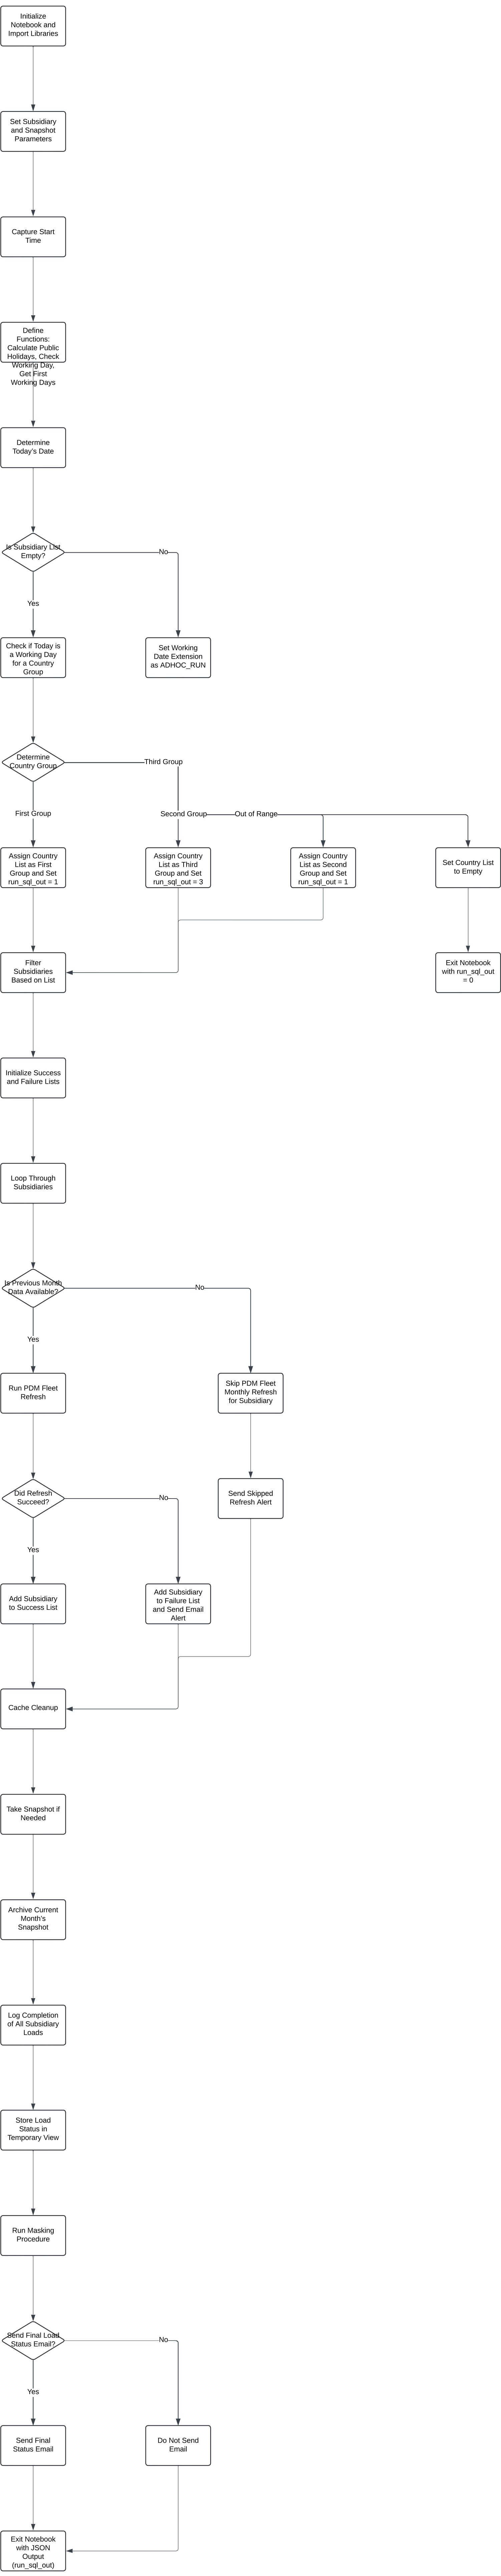 Initialize
Notebook and
Import Libraries
Set Subsidiary
and Snapshot
Parameters
Capture Start
Time
Define
Functions:
Calculate Public
Holidays, Check
Working Day,
Get First
Working Days
Determine
Today's Date
Is Subsidiary List
Empty?
No
Yes
Check if Today is
a Working Day
for a Country
Group
Set Working
Date Extension
as ADHOC_RUN
Determine
Country Group
Third Group
First Group
Second Group
Out of Range
Assign Country
List as First
Group and Set
run_sql_out = 1
Assign Country
List as Third
Group and Set
run_sql_out = 3
Assign Country
List as Second
Group and Set
run_sql_out = 1
Set Country List
to Empty
Filter
Subsidiaries
Based on List
Exit Notebook
with run_sql_out
= 0
Initialize Success
and Failure Lists
Loop Through
Subsidiaries
Is Previous Month
Data Available?
No
Yes
Run PDM Fleet
Refresh
Skip PDM Fleet
Monthly Refresh
for Subsidiary
Did Refresh
Succeed?
No
Send Skipped
Refresh Alert
Yes
Add Subsidiary
to Success List
Add Subsidiary
to Failure List
and Send Email
Alert
Cache Cleanup
Take Snapshot if
Needed
Archive Current
Month's
Snapshot
Log Completion
of All Subsidiary
Loads
Store Load
Status in
Temporary View
Run Masking
Procedure
Send Final Load
Status Email?
No
Yes
Send Final
Status Email
Do Not Send
Email
Exit Notebook
with JSON
Output
(run_sql_out)